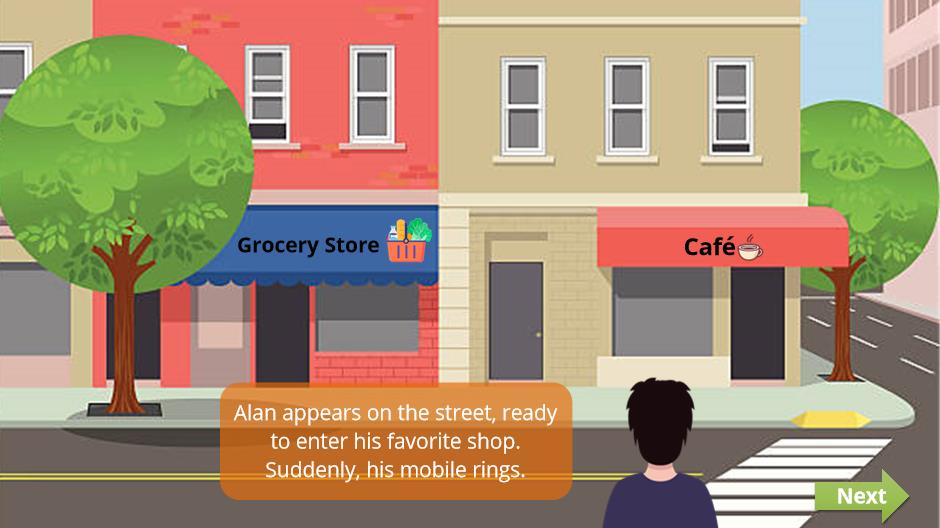 Grocery Store
Café
Alan appears on the street, ready
to enter his favorite shop.
Suddenly, his mobile rings.
Next